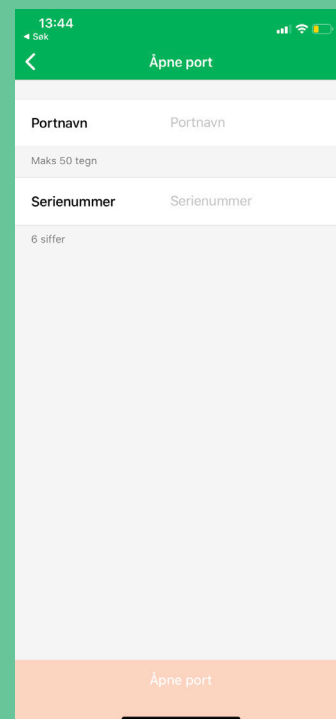 13:44
◀ Søk
Åpne port
Portnavn Portnavn
Maks 50 tegn
Serienummer Serienummer
6 siffer
Åpne port